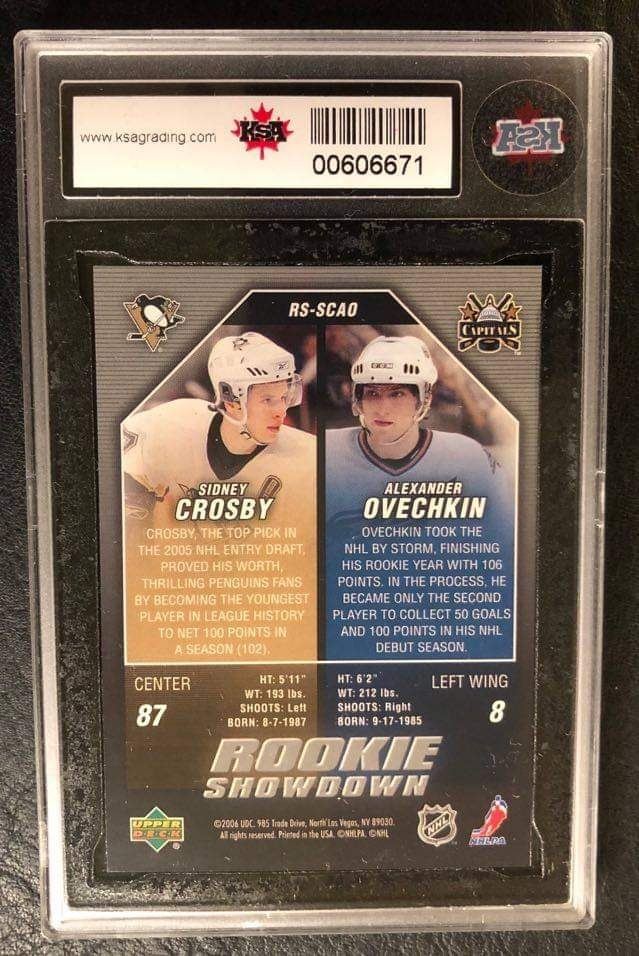 www.ksagrading.com
KSA
00606671
KSA
RS-SCAO
CAPITALS
SIDNEY
CROSBY
CROSBY, THE TOP PICK IN
THE 2005 NHL ENTRY DRAFT,
PROVED HIS WORTH,
THRILLING PENGUINS FANS
BY BECOMING THE YOUNGEST
PLAYER IN LEAGUE HISTORY
TO NET 100 POINTS IN
A SEASON (102).
ALEXANDER
OVECHKIN
OVECHKIN TOOK THE
NHL BY STORM, FINISHING
HIS ROOKIE YEAR WITH 106
POINTS. IN THE PROCESS, HE
BECAME ONLY THE SECOND
PLAYER TO COLLECT 50 GOALS
AND 100 POINTS IN HIS NHL
DEBUT SEASON.
CENTER
87
HT: 5'11"
WT: 193 lbs.
SHOOTS: Left
BORN: 8-7-1987
HT: 6'2"
WT: 212 lbs.
SHOOTS: Right
BORN: 9-17-1985
LEFT WING
8
ROOKIE
SHOWDOWN
UPPER
DECK
©2006 UDC. 985 Trade Drive, North Las Vegas, NV 89030.
All rights reserved. Printed in the USA. ©NHLPA. ©NHL
NHL
NHLPA